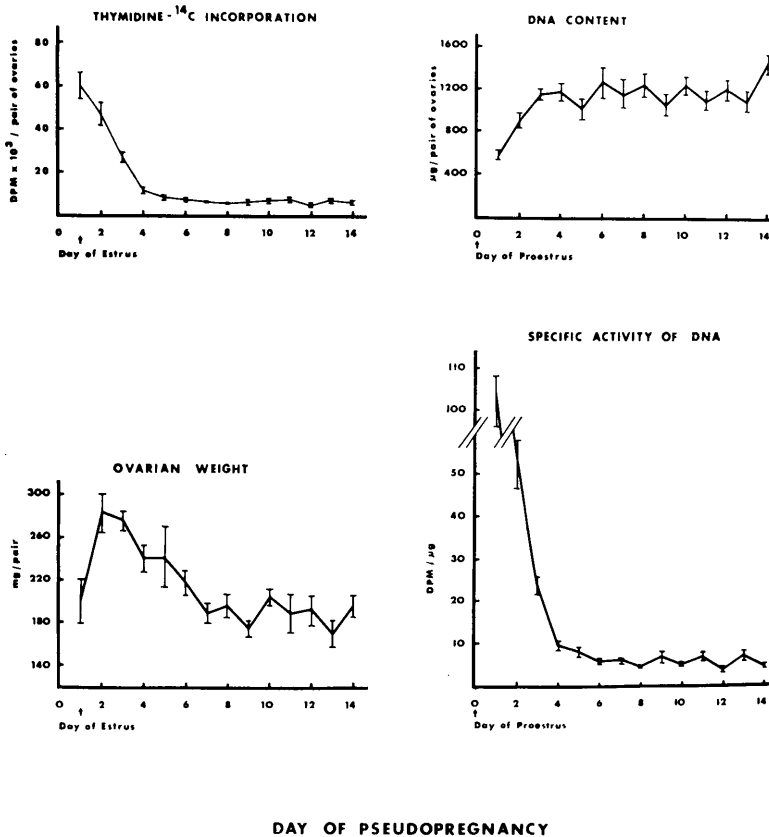 THYMIDINE-14C INCORPORATION
DPM x 10³ / pair of ovaries
80
60
40
20
0 2 4 6 8 10 12 14
↑
Day of Estrus
DNA CONTENT
µg/pair of ovaries
1600
1200
800
400
0 2 4 6 8 10 12 14
↑
Day of Proestrus
OVARIAN WEIGHT
mg/pair
300
260
220
180
140
0 2 4 6 8 10 12 14
↑
Day of Estrus
SPECIFIC ACTIVITY OF DNA
DPM / µg
110
100
50
40
30
20
10
0 2 4 6 8 10 12 14
↑
Day of Proestrus
DAY OF PSEUDOPREGNANCY